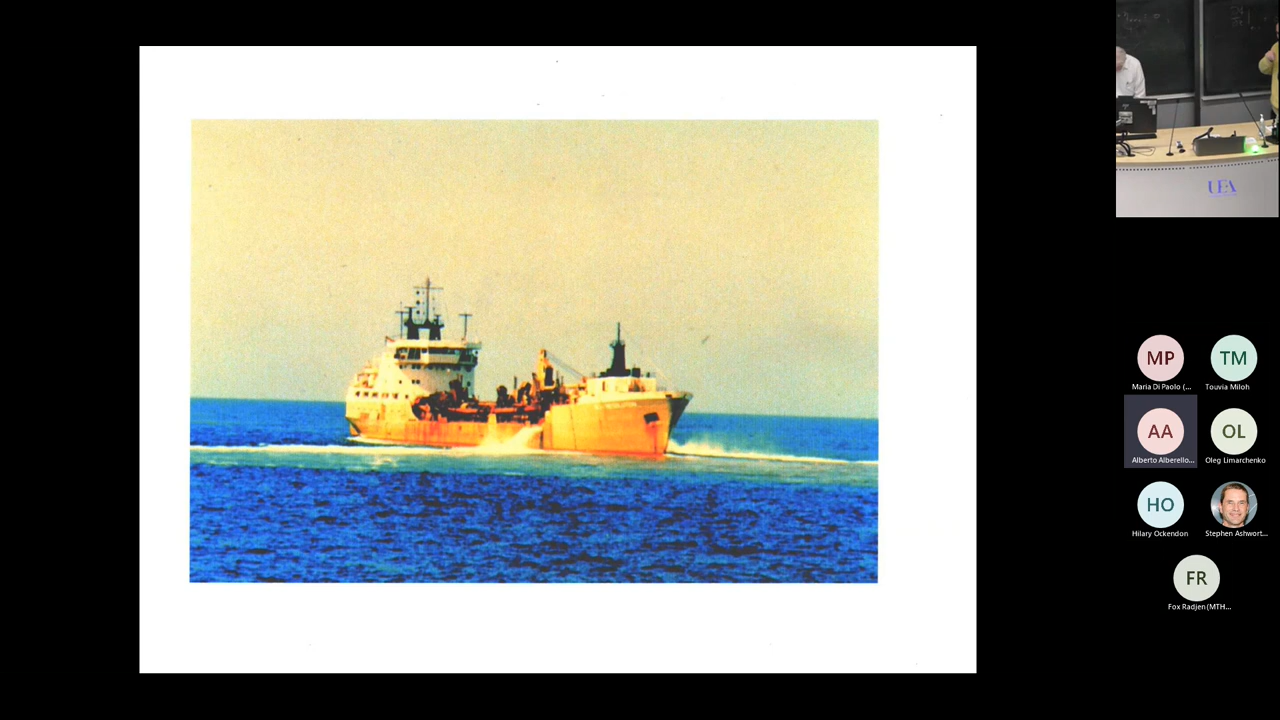 UEA
MP
TM
Maria Di Paolo (...
Touvia Miloh
AA
OL
Alberto Alberello...
Oleg Limarchenko
HO
Hilary Ockendon
Stephen Ashwort...
FR
Fox Radjen (MTH...